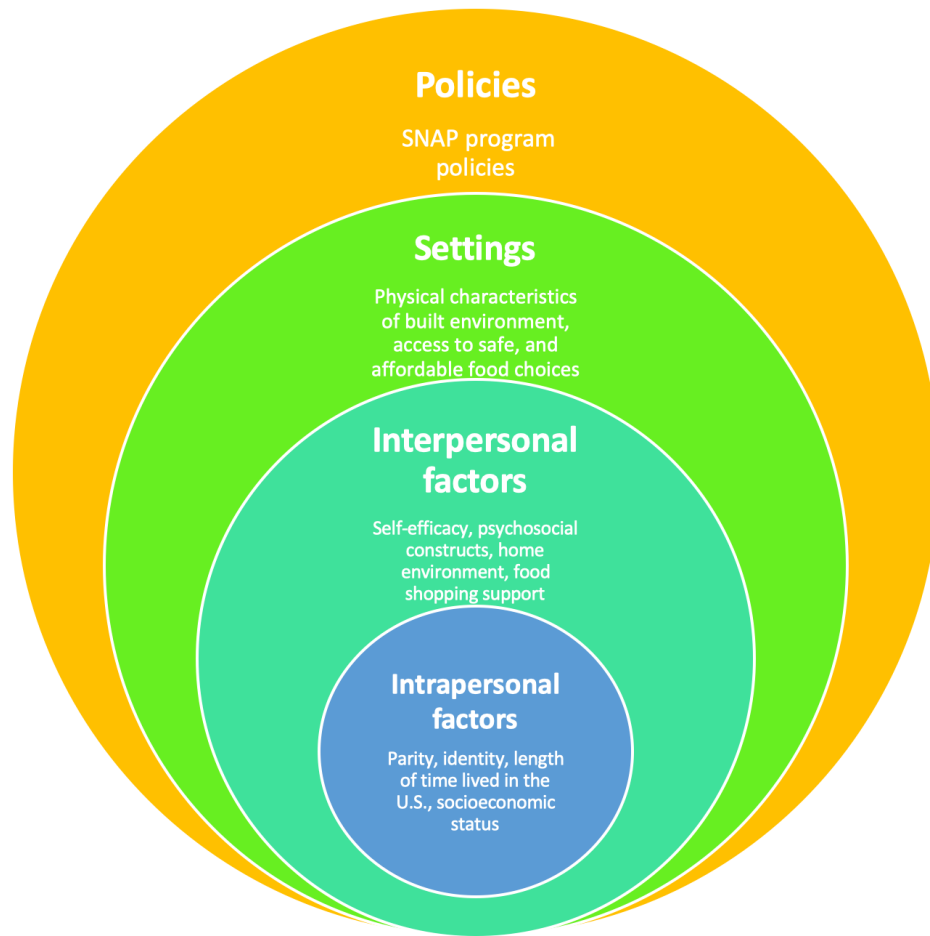 Policies
SNAP program
policies
Settings
Physical characteristics
of built environment,
access to safe, and
affordable food choices
Interpersonal
factors
Self-efficacy, psychosocial
constructs, home
environment, food
shopping support
Intrapersonal
factors
Parity, identity, length
of time lived in the
U.S., socioeconomic
status